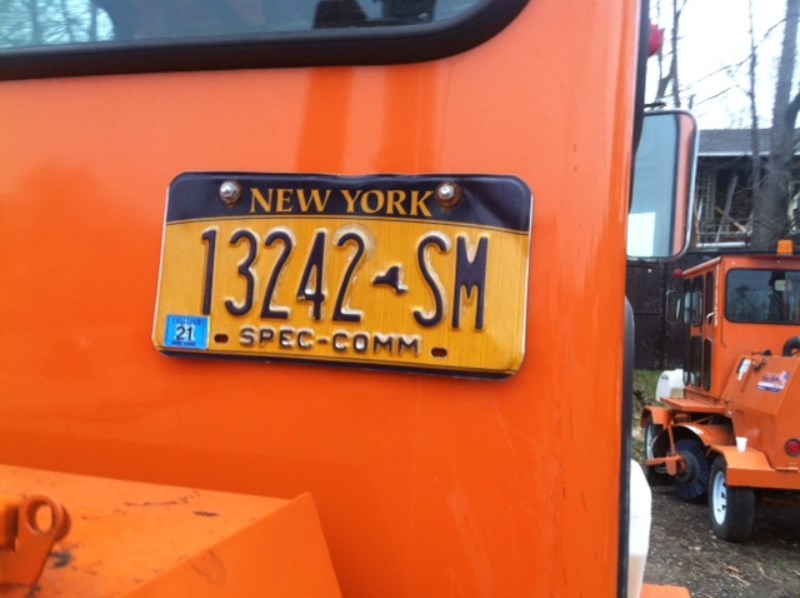 NEW YORK
13242 SM
21
SPEC-COMM